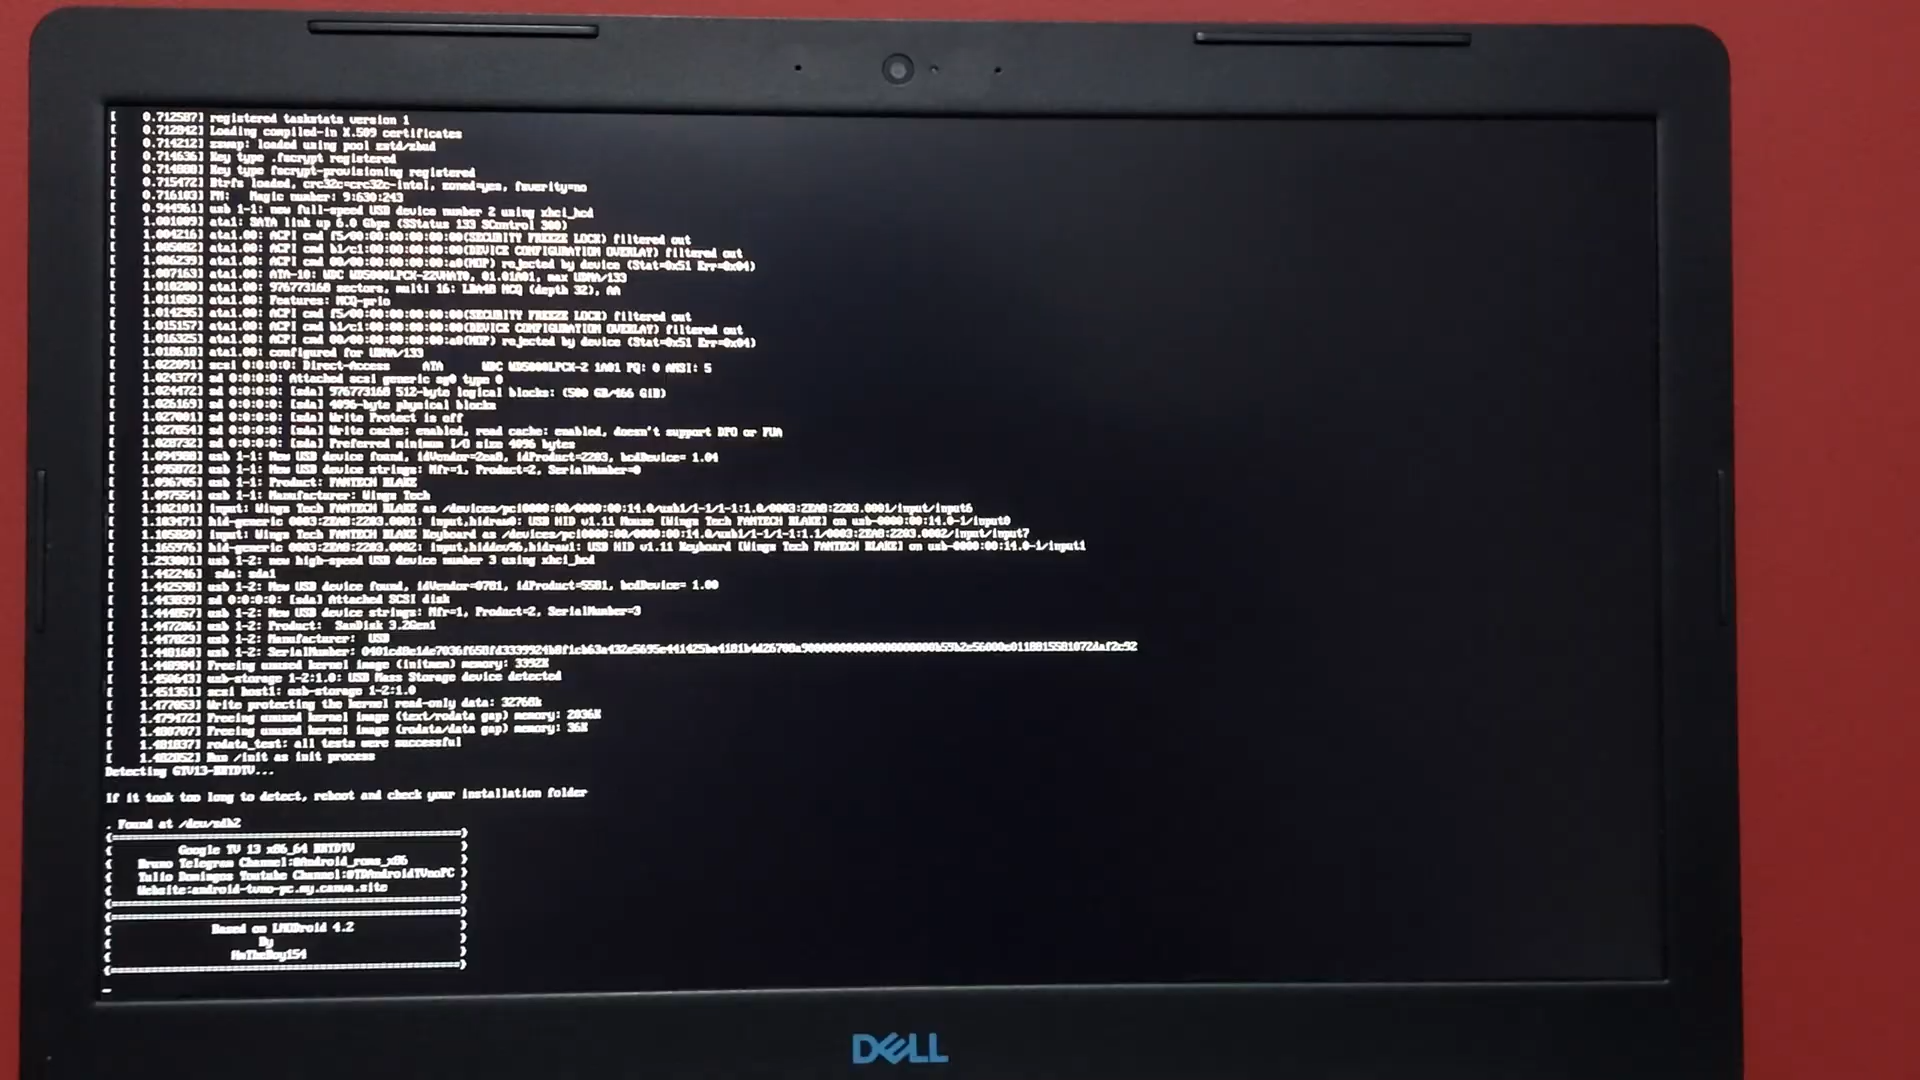 [    0.712587] registered taskstats version 1
[    0.712842] Loading compiled-in X.509 certificates
[    0.714212] zswap: loaded using pool zstd/zbud
[    0.714636] Key type .fscrypt registered
[    0.714888] Key type fscrypt-provisioning registered
[    0.715472] Btrfs loaded, crc32c=crc32c-intel, zoned=yes, fsverity=no
[    0.716183] PM:   Magic number: 9:630:243
[    0.944961] usb 1-1: new full-speed USB device number 2 using xhci_hcd
[    1.001009] ata1: SATA link up 6.0 Gbps (SStatus 133 SControl 300)
[    1.004216] ata1.00: ACPI cmd f5/00:00:00:00:00:00(SECURITY FREEZE LOCK) filtered out
[    1.005082] ata1.00: ACPI cmd b1/c1:00:00:00:00:00(DEVICE CONFIGURATION OVERLAY) filtered out
[    1.006239] ata1.00: ACPI cmd 00/00:00:00:00:00:a0(NOP) rejected by device (Stat=0x51 Err=0x04)
[    1.007163] ata1.00: ATA-10: WDC WD5000LPCX-22VHAT0, 01.01A01, max UDMA/133
[    1.010280] ata1.00: 976773168 sectors, multi 16: LBA48 NCQ (depth 32), AA
[    1.011850] ata1.00: Features: NCQ-prio
[    1.014295] ata1.00: ACPI cmd f5/00:00:00:00:00:00(SECURITY FREEZE LOCK) filtered out
[    1.015157] ata1.00: ACPI cmd b1/c1:00:00:00:00:00(DEVICE CONFIGURATION OVERLAY) filtered out
[    1.016325] ata1.00: ACPI cmd 00/00:00:00:00:00:a0(NOP) rejected by device (Stat=0x51 Err=0x04)
[    1.018618] ata1.00: configured for UDMA/133
[    1.022091] scsi 0:0:0:0: Direct-Access     ATA      WDC WD5000LPCX-2 1A01 PQ: 0 ANSI: 5
[    1.024377] sd 0:0:0:0: Attached scsi generic sg0 type 0
[    1.024472] sd 0:0:0:0: [sda] 976773168 512-byte logical blocks: (500 GB/466 GiB)
[    1.026169] sd 0:0:0:0: [sda] 4096-byte physical blocks
[    1.027001] sd 0:0:0:0: [sda] Write Protect is off
[    1.027854] sd 0:0:0:0: [sda] Write cache: enabled, read cache: enabled, doesn't support DPO or FUA
[    1.028732] sd 0:0:0:0: [sda] Preferred minimum I/O size 4096 bytes
[    1.094988] usb 1-1: New USB device found, idVendor=2ea8, idProduct=2203, bcdDevice= 1.04
[    1.095872] usb 1-1: New USB device strings: Mfr=1, Product=2, SerialNumber=0
[    1.096705] usb 1-1: Product: FANTECH BLAKE
[    1.097554] usb 1-1: Manufacturer: Wings Tech
[    1.102101] input: Wings Tech FANTECH BLAKE as /devices/pci0000:00/0000:00:14.0/usb1/1-1/1-1:1.0/0003:2EA8:2203.0001/input/input6
[    1.103471] hid-generic 0003:2EA8:2203.0001: input,hidraw0: USB HID v1.11 Mouse [Wings Tech FANTECH BLAKE] on usb-0000:00:14.0-1/input0
[    1.105820] input: Wings Tech FANTECH BLAKE Keyboard as /devices/pci0000:00/0000:00:14.0/usb1/1-1/1-1:1.1/0003:2EA8:2203.0002/input/input7
[    1.165976] hid-generic 0003:2EA8:2203.0002: input,hiddev96,hidraw1: USB HID v1.11 Keyboard [Wings Tech FANTECH BLAKE] on usb-0000:00:14.0-1/input1
[    1.293001] usb 1-2: new high-speed USB device number 3 using xhci_hcd
[    1.442246]  sda: sda1
[    1.442598] usb 1-2: New USB device found, idVendor=0781, idProduct=5581, bcdDevice= 1.00
[    1.443039] sd 0:0:0:0: [sda] Attached SCSI disk
[    1.444057] usb 1-2: New USB device strings: Mfr=1, Product=2, SerialNumber=3
[    1.447206] usb 1-2: Product:  SanDisk 3.2Gen1
[    1.447823] usb 1-2: Manufacturer:  USB
[    1.448168] usb 1-2: SerialNumber:
[    1.448984] Freeing unused kernel image (initmem) memory: 3392K
[    1.450643] usb-storage 1-2:1.0: USB Mass Storage device detected
[    1.451351] scsi host1: usb-storage 1-2:1.0
[    1.477053] Write protecting the kernel read-only data: 32768k
[    1.479472] Freeing unused kernel image (text/rodata gap) memory: 2036K
[    1.480707] Freeing unused kernel image (rodata/data gap) memory: 36K
[    1.481837] rodata_test: all tests were successful
[    1.482852] Run /init as init process
Detecting GTV13-NNTDTV...
If it took too long to detect, reboot and check your installation folder
. Found at /dev/sdb2
Google TV 13 x86_64 NNTDTV
Bruno Telegram Channel:@Android_roms_x86
Tulio Domingos Youtube Channel:@TDAndroidTVnoPC
Website:android-tvno-pc.my.canva.site
Based on LMODroid 4.2
By
HmTheBoy154
DELL